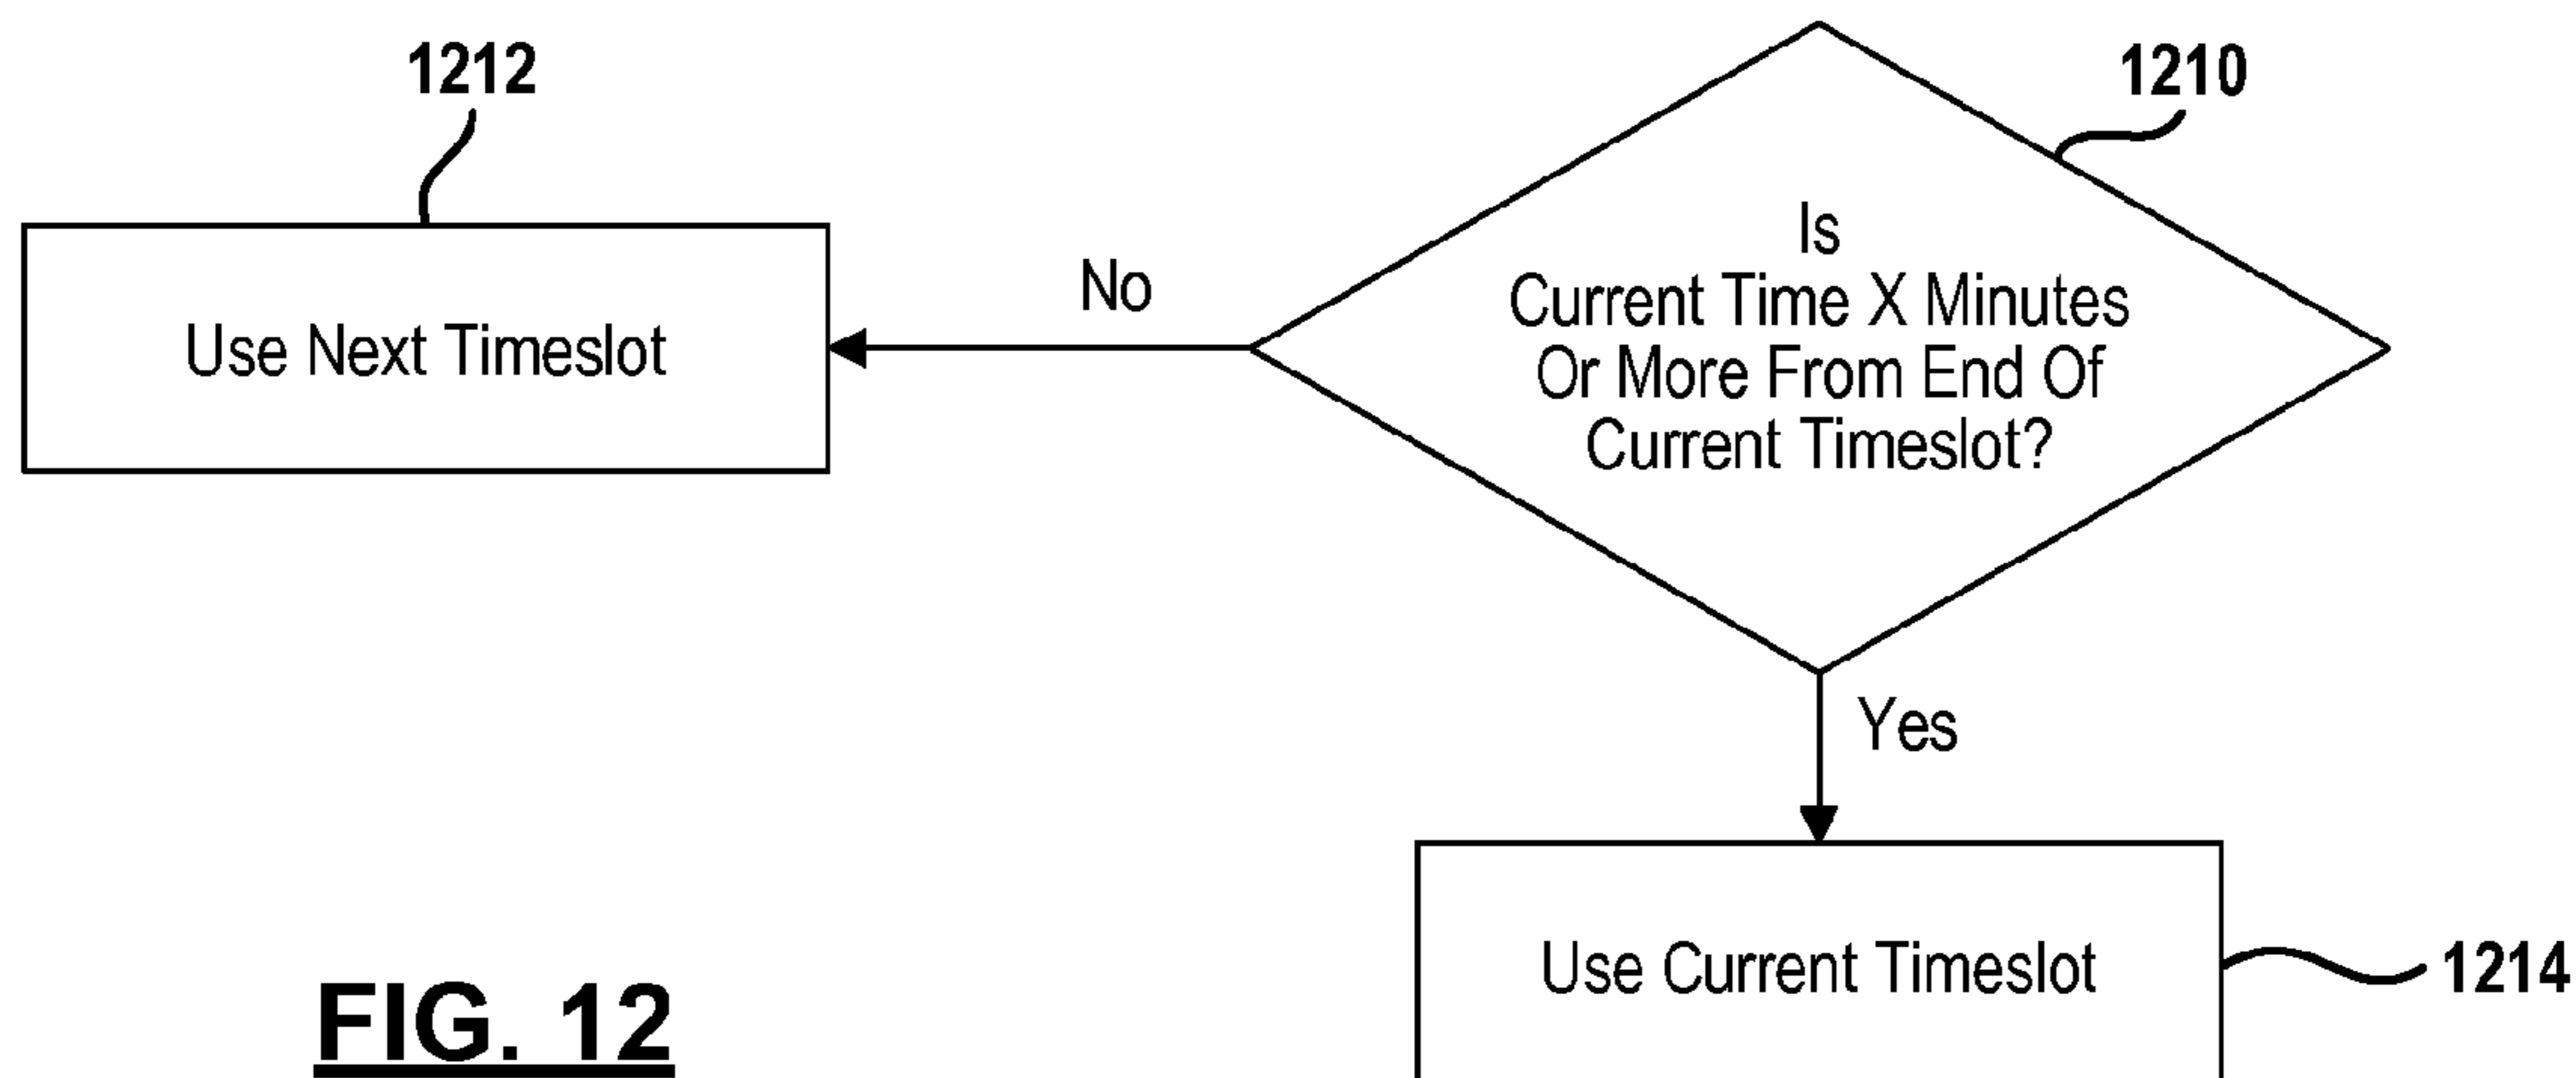 1212
1210
Is
Current Time X Minutes
Or More From End Of
Current Timeslot?
No
Use Next Timeslot
Yes
Use Current Timeslot
1214
FIG. 12